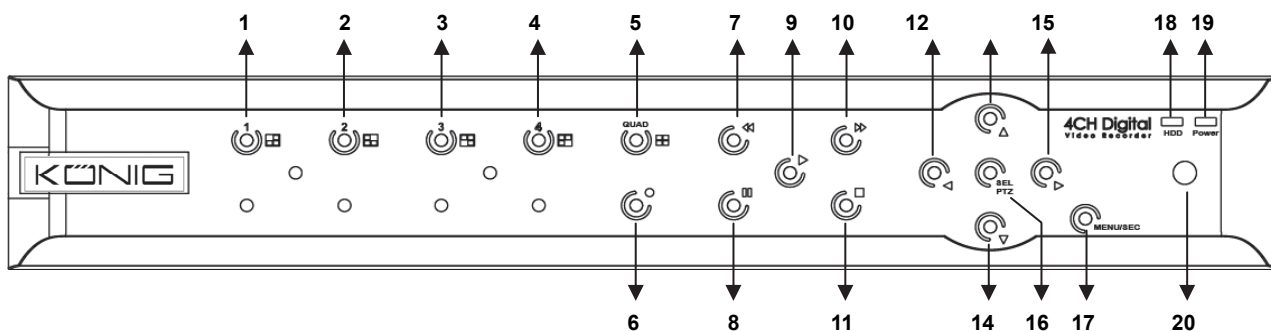 1 2 3 4 5 7 9 10 12 15 18 19
1 2 3 4 QUAD
4CH Digital
Video Recorder
HDD Power
KÖNIG
SEL
PTZ
MENU/SEC
6 8 11 14 16 17 20